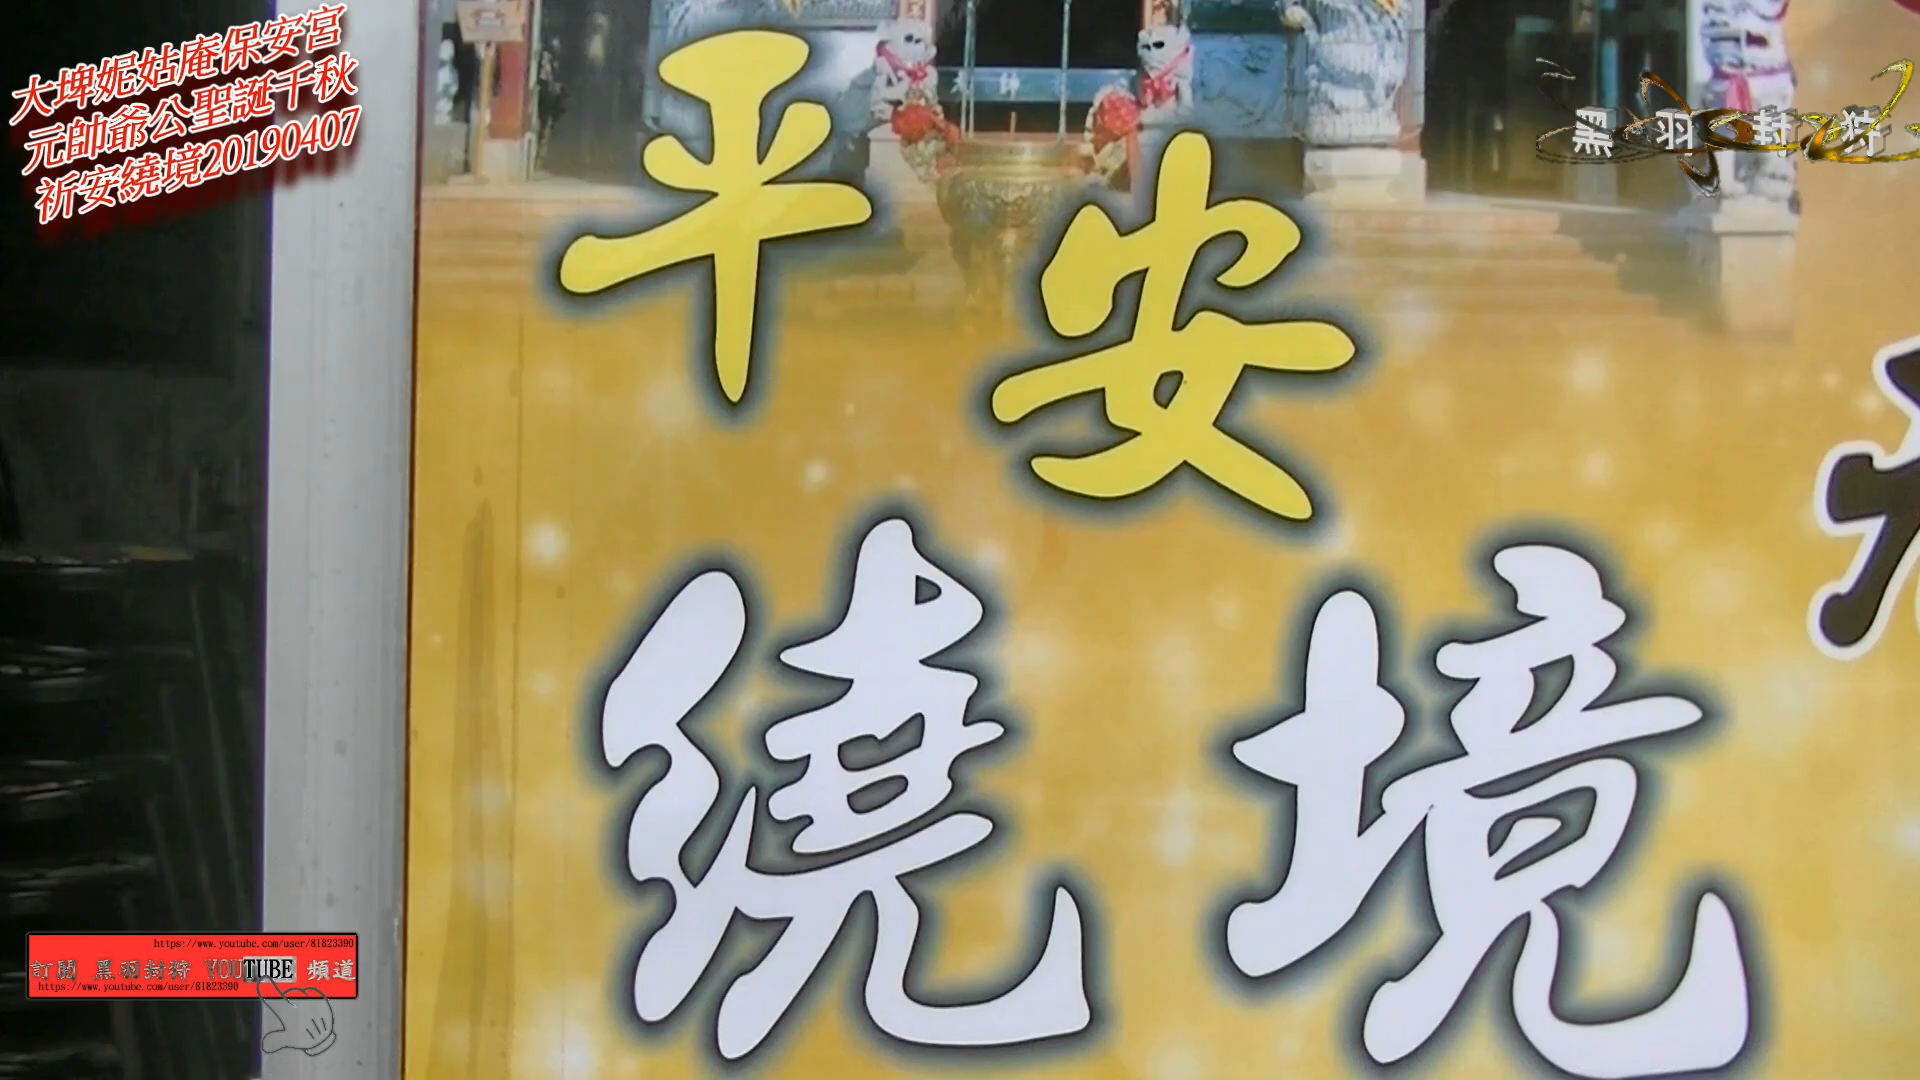 大埤妮姑庵保安宮
元帥爺公聖誕千秋
祈安繞境20190407
黑羽封狩
平安
繞境
https://www.youtube.com/user/81823390
訂閱 黑羽封狩 YOUTUBE 頻道
https://www.youtube.com/user/81823390